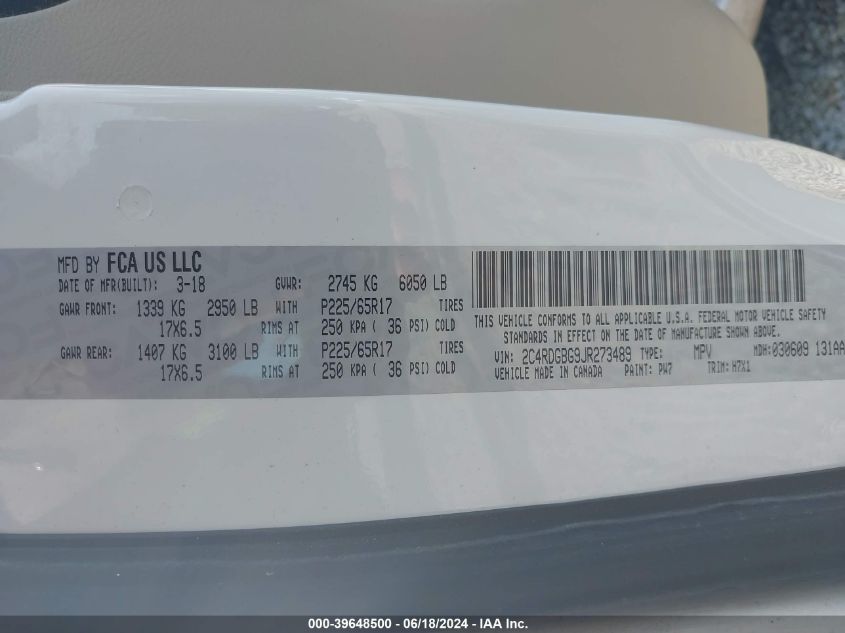 MFD BY FCA US LLC
DATE OF MFR(BUILT): 3-18 GVWR: 2745 KG 6050 LB
GAWR FRONT: 1339 KG 2950 LB WITH P225/65R17 TIRES
17X6.5 RIMS AT 250 KPA ( 36 PSI) COLD
GAWR REAR: 1407 KG 3100 LB WITH P225/65R17 TIRES
17X6.5 RIMS AT 250 KPA ( 36 PSI) COLD
THIS VEHICLE CONFORMS TO ALL APPLICABLE U.S.A. FEDERAL MOTOR VEHICLE SAFETY
STANDARDS IN EFFECT ON THE DATE OF MANUFACTURE SHOWN ABOVE.
VIN: 2C4RDGBG9JR273489 TYPE: MPV MDH: 030609 131AA
VEHICLE MADE IN CANADA PAINT: PW7 TRIM: H7X1
000-39648500 - 06/18/2024 - IAA Inc.